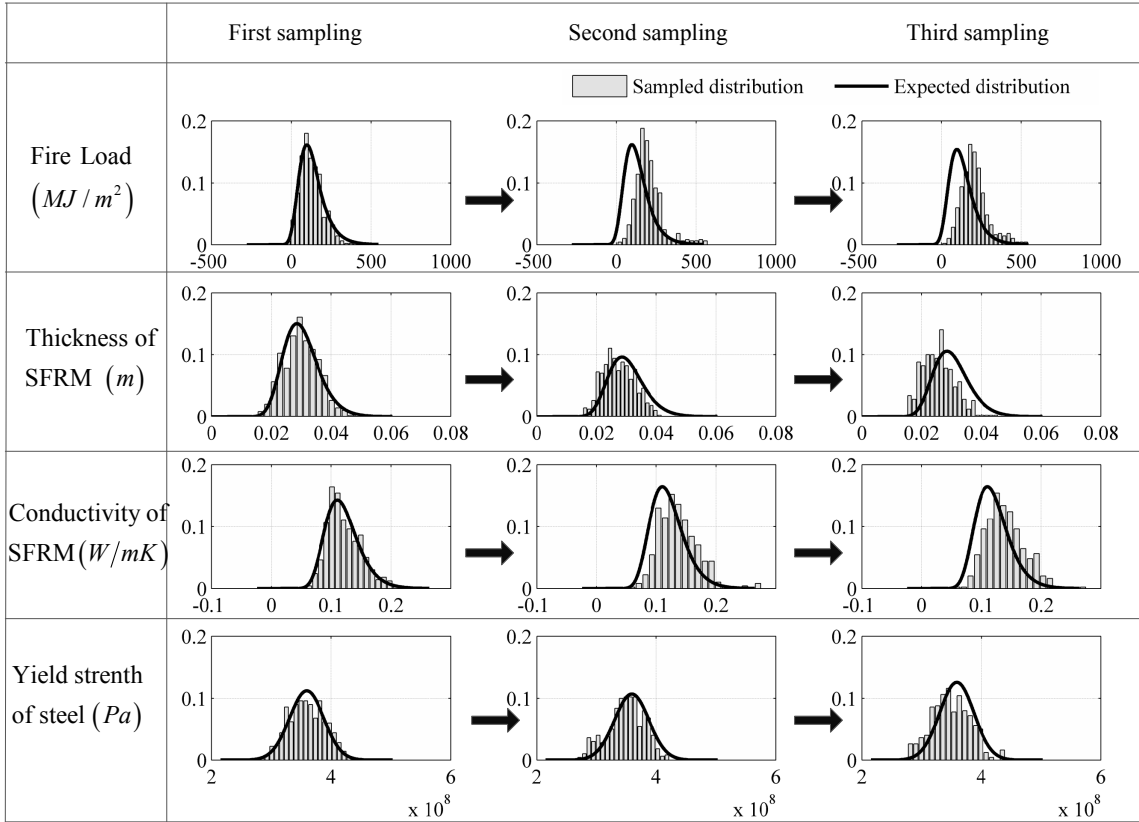 First sampling Second sampling Third sampling
Sampled distribution Expected distribution
Fire Load
(MJ / m²)
0.2 0.2 0.2
0.1 0.1 0.1
0 0 0
-500 0 500 1000 -500 0 500 1000 -500 0 500 1000
Thickness of
SFRM (m)
0.2 0.2 0.2
0.1 0.1 0.1
0 0 0
0 0.02 0.04 0.06 0.08 0 0.02 0.04 0.06 0.08 0 0.02 0.04 0.06 0.08
Conductivity of
SFRM (W/mK)
0.2 0.2 0.2
0.1 0.1 0.1
0 0 0
-0.1 0 0.1 0.2 -0.1 0 0.1 0.2 -0.1 0 0.1 0.2
Yield strenth
of steel (Pa)
0.2 0.2 0.2
0.1 0.1 0.1
0 0 0
2 4 6 2 4 6 2 4 6
x 10⁸ x 10⁸ x 10⁸